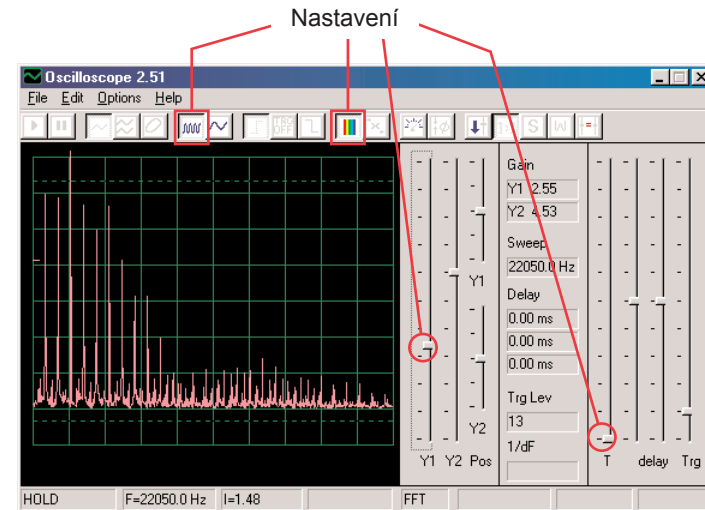 Nastavení
Oscilloscope 2.51
File Edit Options Help
TRG OFF
S W
Gain
Y1 2.55
Y2 4.53
Sweep
22050.0 Hz
Delay
0.00 ms
0.00 ms
0.00 ms
Trg Lev
13
1/dF
Y1
Y2
Y1 Y2 Pos
T delay Trg
HOLD F=22050.0 Hz I=1.48 FFT